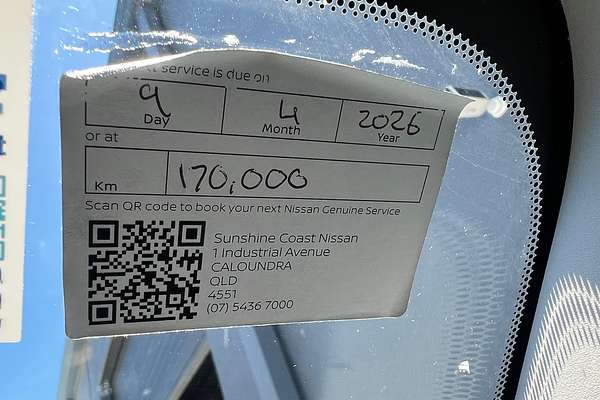 service is due on
9 4 2026
Day Month Year
or at
Km 170,000
Scan QR code to book your next Nissan Genuine Service
Sunshine Coast Nissan
1 Industrial Avenue
CALOUNDRA
QLD
4551
(07) 5436 7000